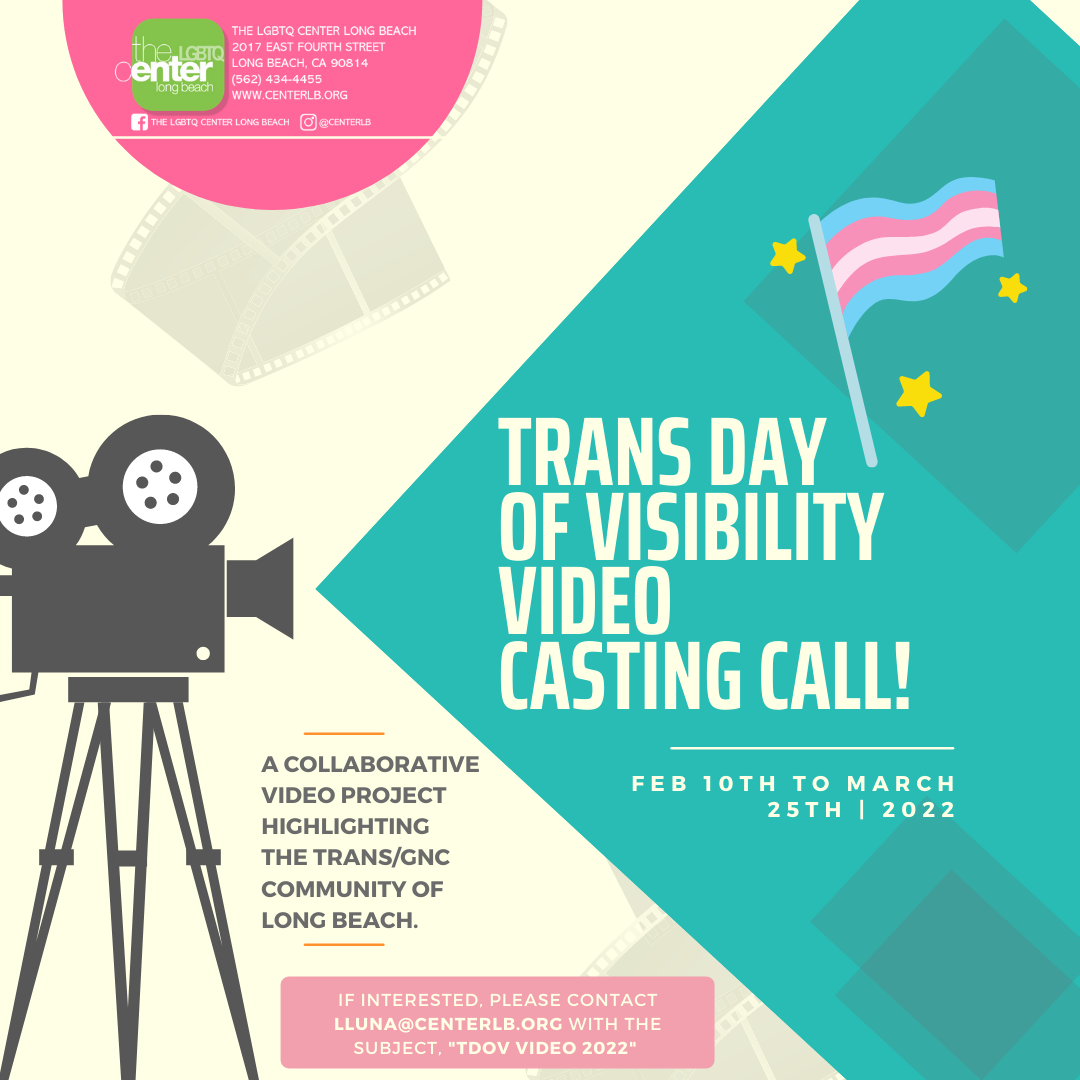 the LGBTQ
center
long beach
THE LGBTQ CENTER LONG BEACH
2017 EAST FOURTH STREET
LONG BEACH, CA 90814
(562) 434-4455
WWW.CENTERLB.ORG
THE LGBTQ CENTER LONG BEACH @CENTERLB
TRANS DAY
OF VISIBILITY
VIDEO
CASTING CALL!
FEB 10TH TO MARCH
25TH | 2022
A COLLABORATIVE
VIDEO PROJECT
HIGHLIGHTING
THE TRANS/GNC
COMMUNITY OF
LONG BEACH.
IF INTERESTED, PLEASE CONTACT
LLUNA@CENTERLB.ORG WITH THE
SUBJECT, "TDOV VIDEO 2022"